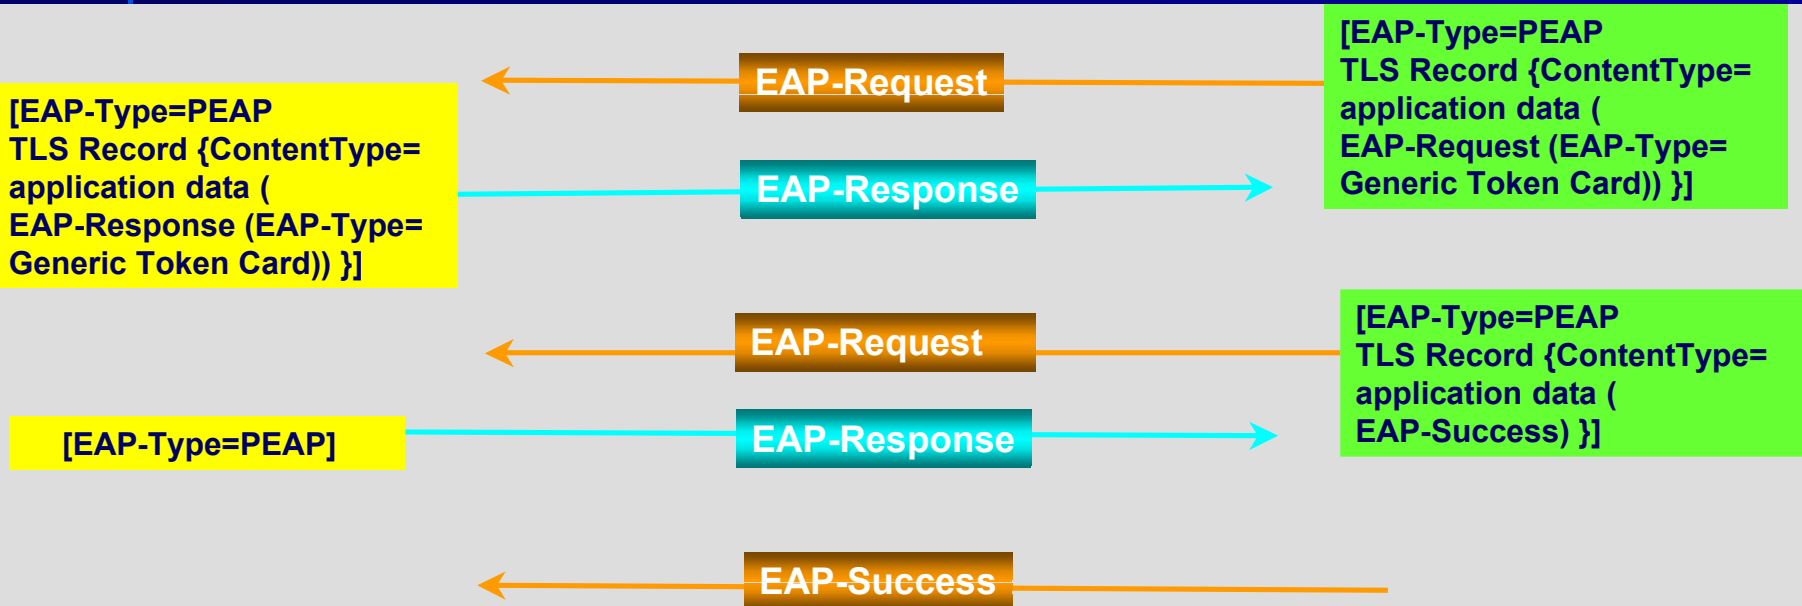 [EAP-Type=PEAP
TLS Record {ContentType=
application data (
EAP-Request (EAP-Type=
Generic Token Card)) }]
EAP-Request
[EAP-Type=PEAP
TLS Record {ContentType=
application data (
EAP-Response (EAP-Type=
Generic Token Card)) }]
EAP-Response
EAP-Request
[EAP-Type=PEAP
TLS Record {ContentType=
application data (
EAP-Success) }]
[EAP-Type=PEAP]
EAP-Response
EAP-Success